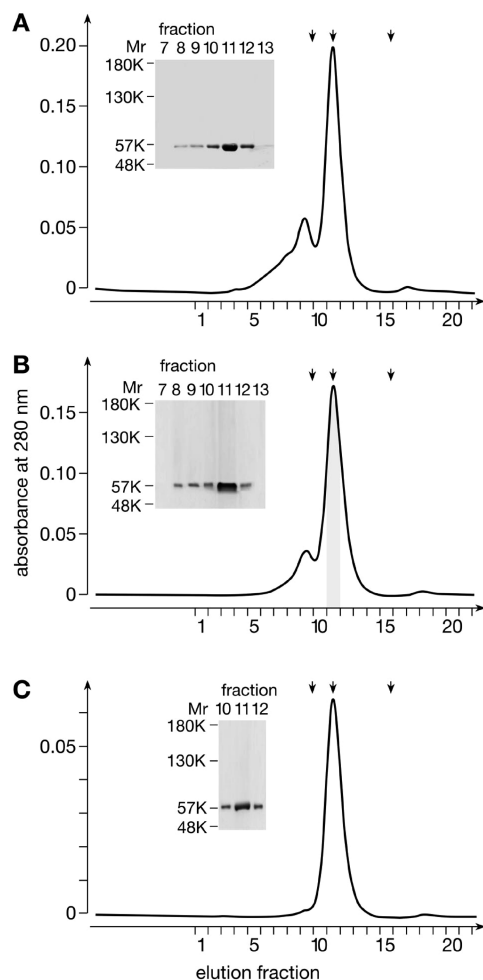 A
fraction
Mr 7 8 9 10 11 12 13
180K
130K
57K
48K
0.20
0.15
0.10
0.05
0
1 5 10 15 20
B
fraction
Mr 7 8 9 10 11 12 13
180K
130K
57K
48K
absorbance at 280 nm
0.15
0.10
0.05
0
1 5 10 15 20
C
fraction
Mr 10 11 12
180K
130K
57K
48K
0.05
0
1 5 10 15 20
elution fraction